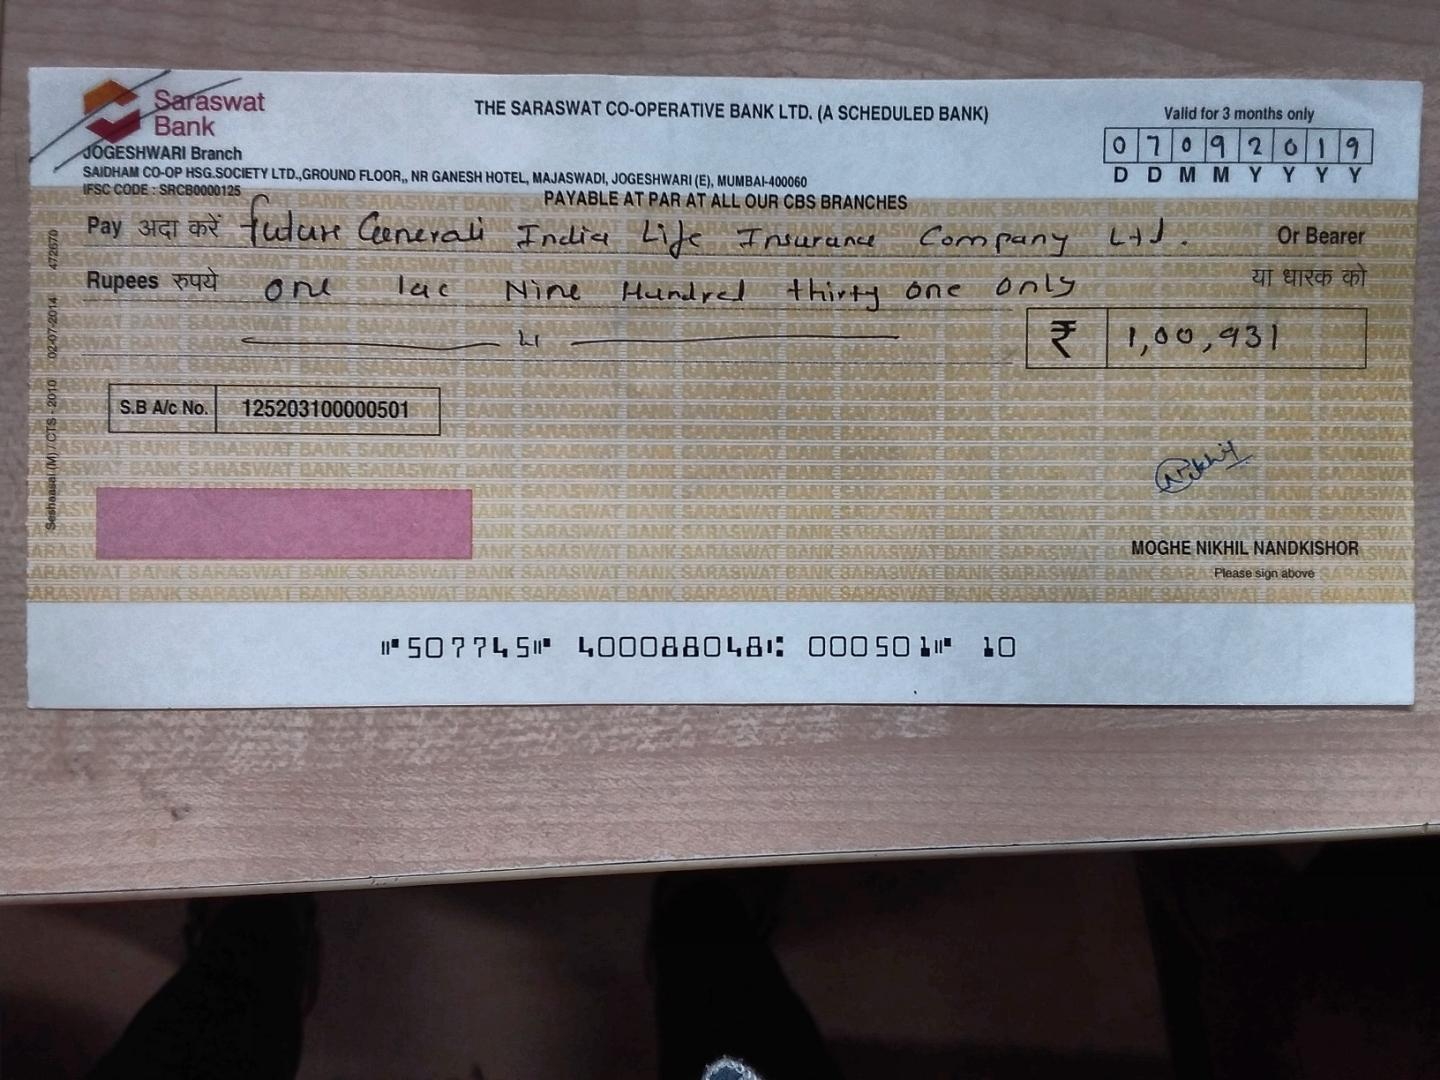 Saraswat
Bank
THE SARASWAT CO-OPERATIVE BANK LTD. (A SCHEDULED BANK)
Valid for 3 months only
0 7 0 9 2 0 1 9
D D M M Y Y Y Y
JOGESHWARI Branch
SAIDHAM CO-OP HSG.SOCIETY LTD.,GROUND FLOOR,, NR GANESH HOTEL, MAJASWADI, JOGESHWARI (E), MUMBAI-400060
IFSC CODE : SRCB0000125
PAYABLE AT PAR AT ALL OUR CBS BRANCHES
Pay अदा करें Future Generali India Life Insurance Company Ltd. Or Bearer
Rupees रुपये One lac Nine Hundred thirty one only या धारक को
₹ 1,00,931
S.B A/c No. 125203100000501
Seshaasai (M) / CTS - 2010 02-07-2014 472670
Nikhil
MOGHE NIKHIL NANDKISHOR
Please sign above
⑈507745⑈ 400088048⑆ 000501⑈ 10